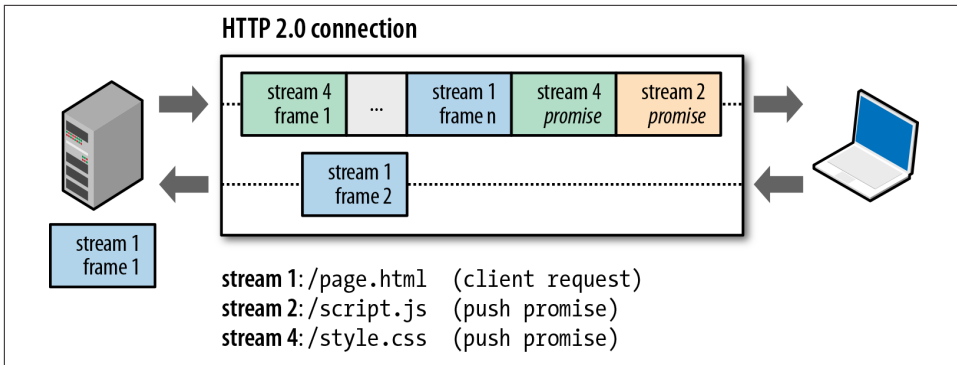 HTTP 2.0 connection
stream 4
frame 1
...
stream 1
frame n
stream 4
promise
stream 2
promise
stream 1
frame 2
stream 1
frame 1
stream 1: /page.html (client request)
stream 2: /script.js (push promise)
stream 4: /style.css (push promise)